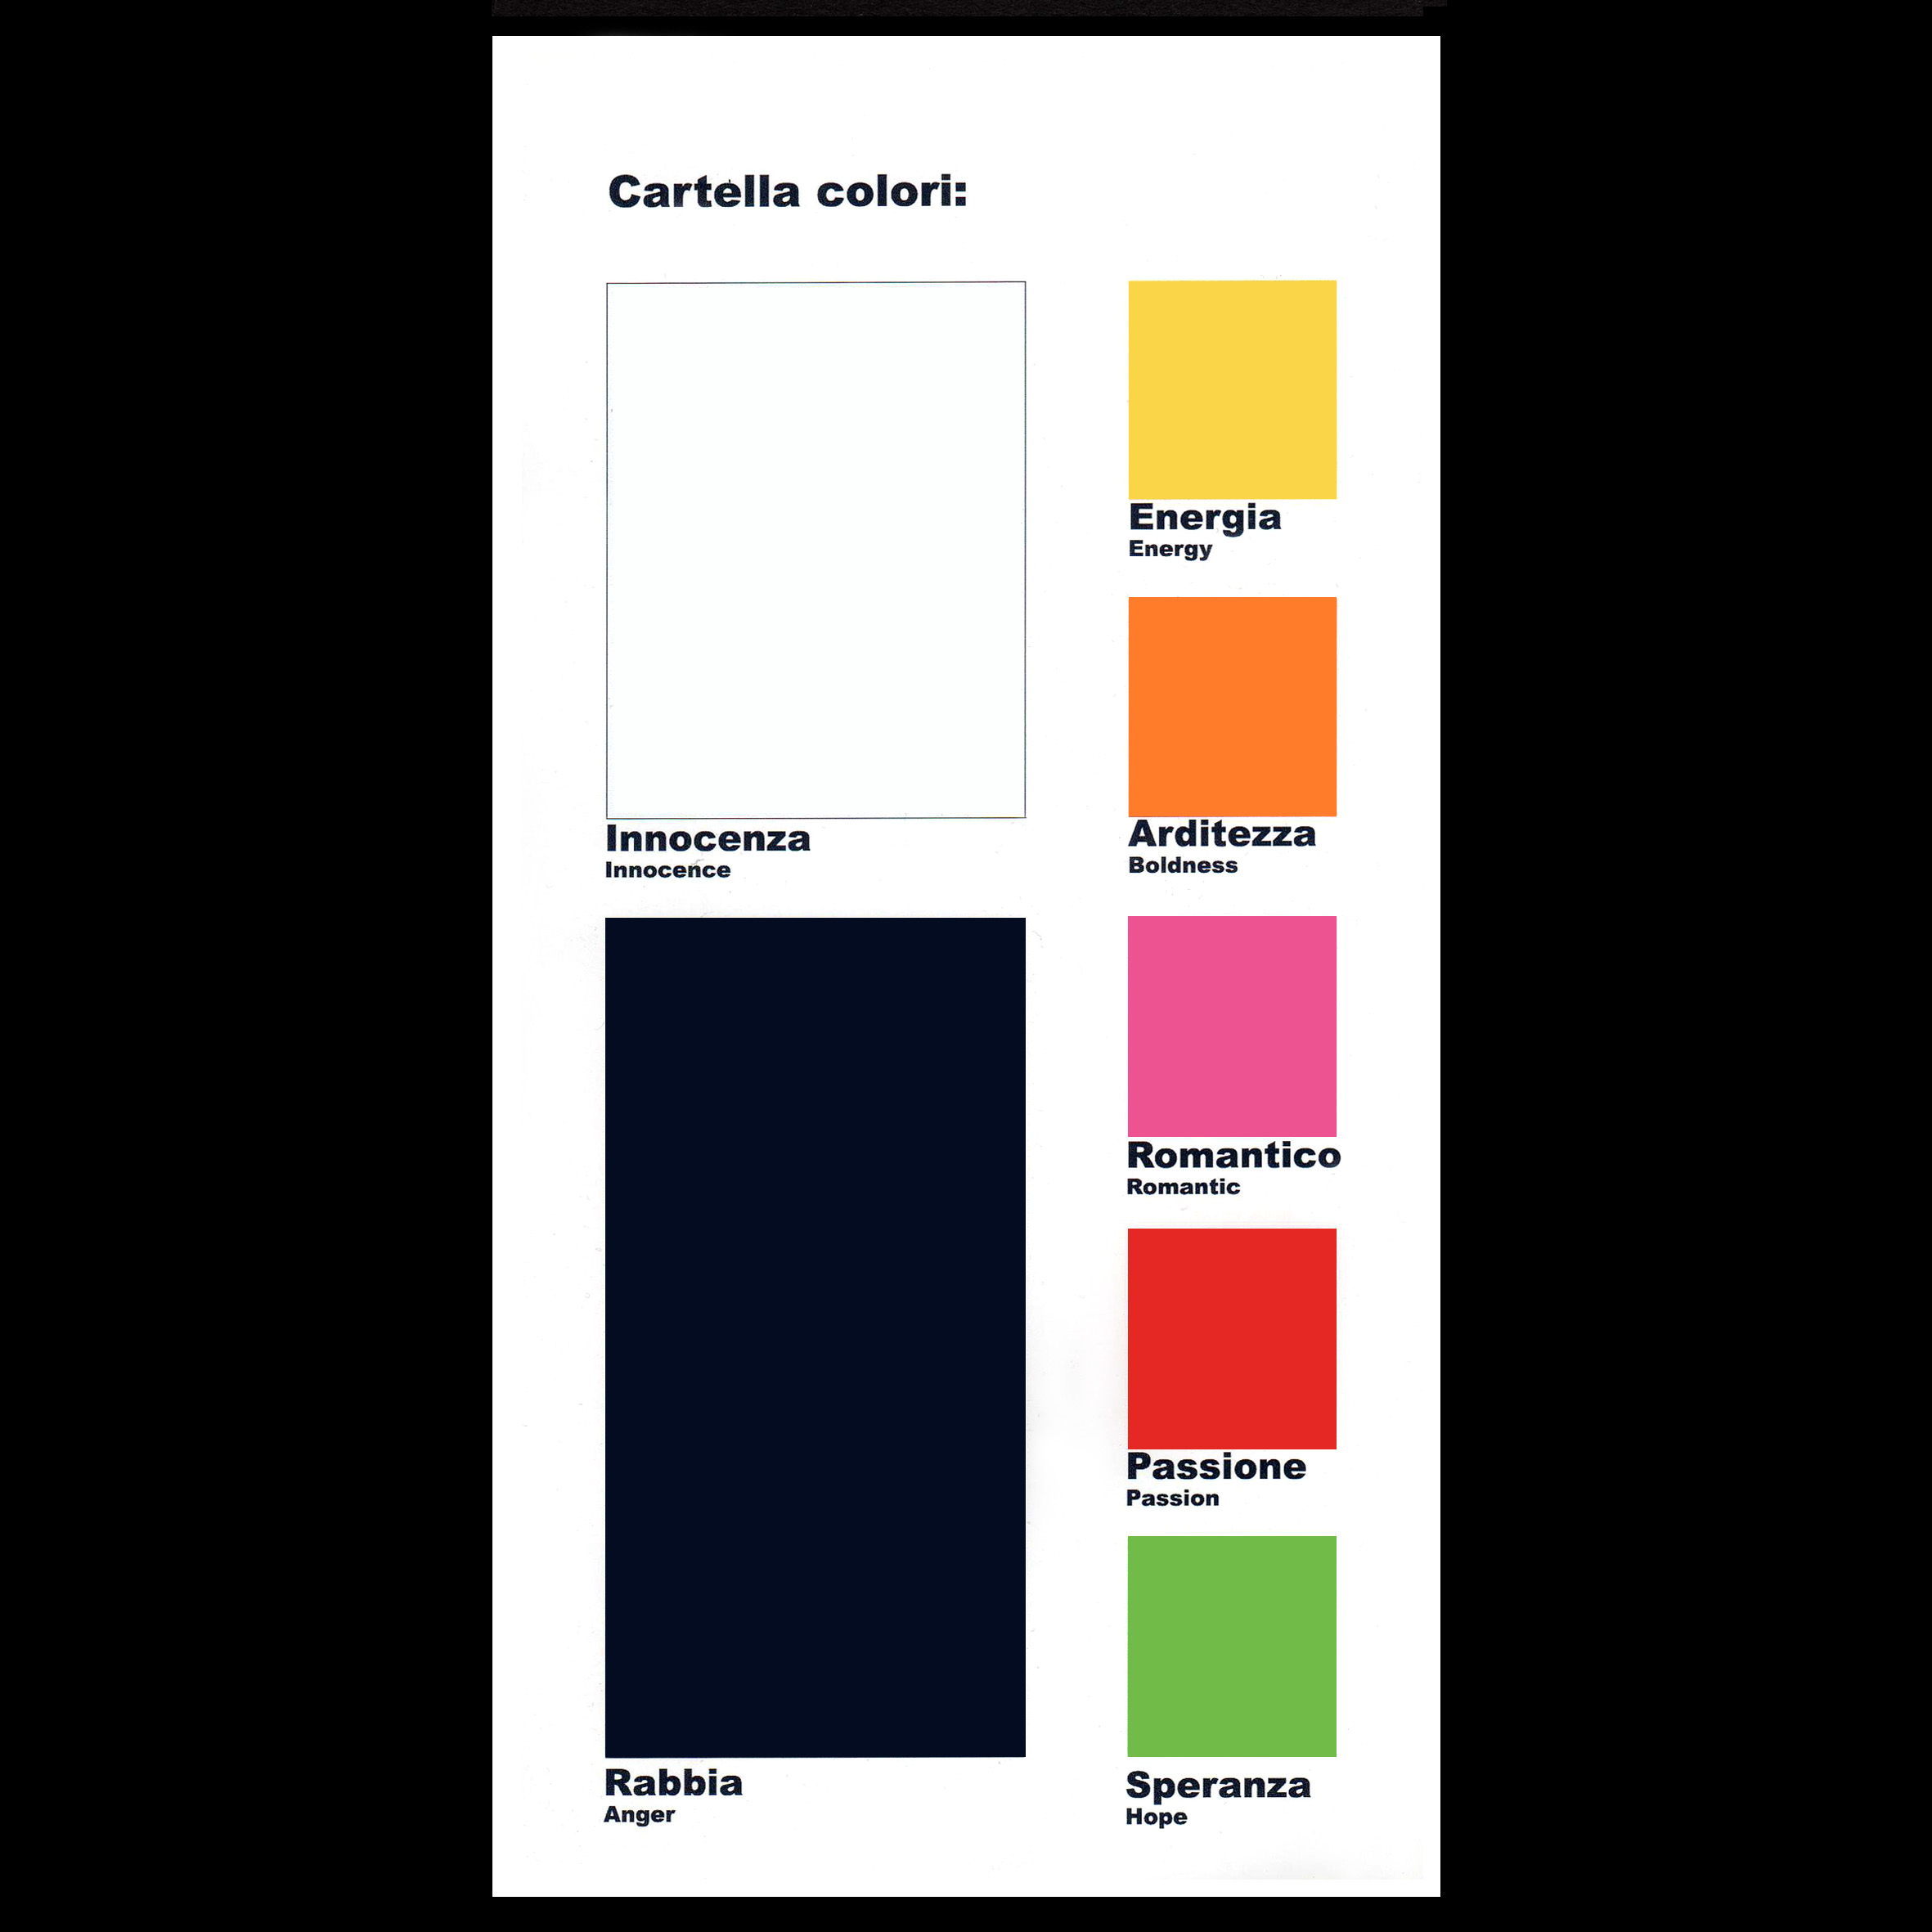 Cartella colori:
Innocenza
Innocence
Rabbia
Anger
Energia
Energy
Arditezza
Boldness
Romantico
Romantic
Passione
Passion
Speranza
Hope